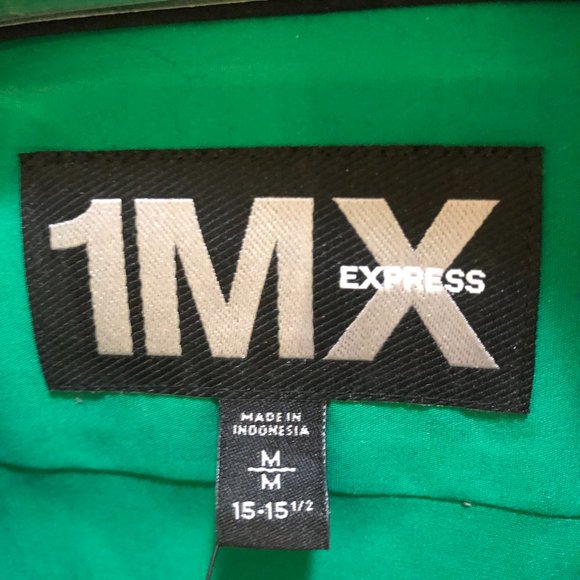 1MX
EXPRESS
MADE IN
INDONESIA
M
M
15-15 1/2